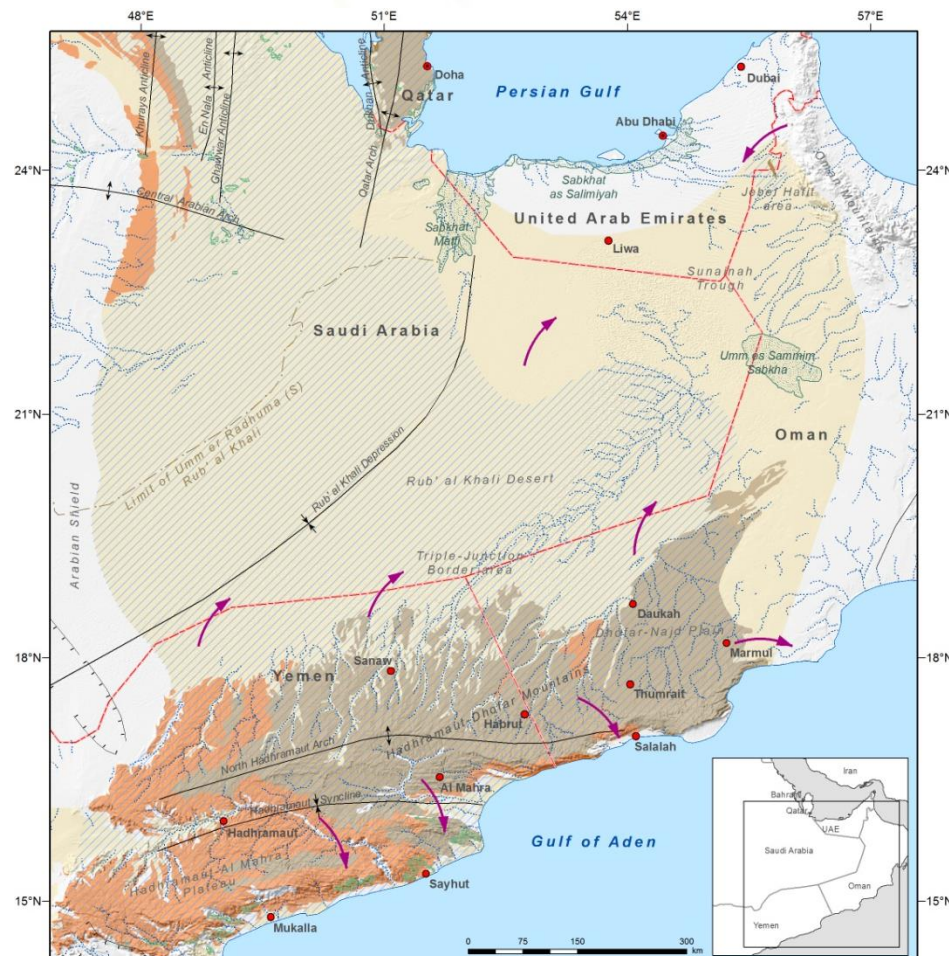 48°E
51°E
54°E
57°E
Khurays Anticline
En Nala Anticline
Ghawwar Anticline
Dukhan Anticline
Doha
Qatar
Persian Gulf
Dubai
Abu Dhabi
24°N
24°N
Qatar Arch
Central Arabian Arch
Sabkhat
as Salimiyah
Jebel Hafit
area
Oman Mountains
Sabkhat
Matti
United Arab Emirates
Liwa
Sunainah
Trough
Saudi Arabia
Umm es Sammim
Sabkha
21°N
21°N
Limit of Umm er Radhuma (S)
Rub' al Khali
Rub' al Khali Depression
Oman
Rub' al Khali Desert
Arabian Shield
Triple-Junction
Border area
Daukah
Dhofar-Najd Plain
18°N
18°N
Marmul
Sanaw
Yemen
Thumrait
Hadhramaut-Dhofar Mountains
Habrut
Salalah
North Hadhramaut Arch
Al Mahra
Hadhramaut Syncline
Hadhramaut
Gulf of Aden
Hadhramaut-Al Mahra
Plateau
Sayhut
15°N
15°N
Mukalla
0
75
150
300
km
Iran
Bahrain
Qatar
UAE
Saudi Arabia
Oman
Yemen